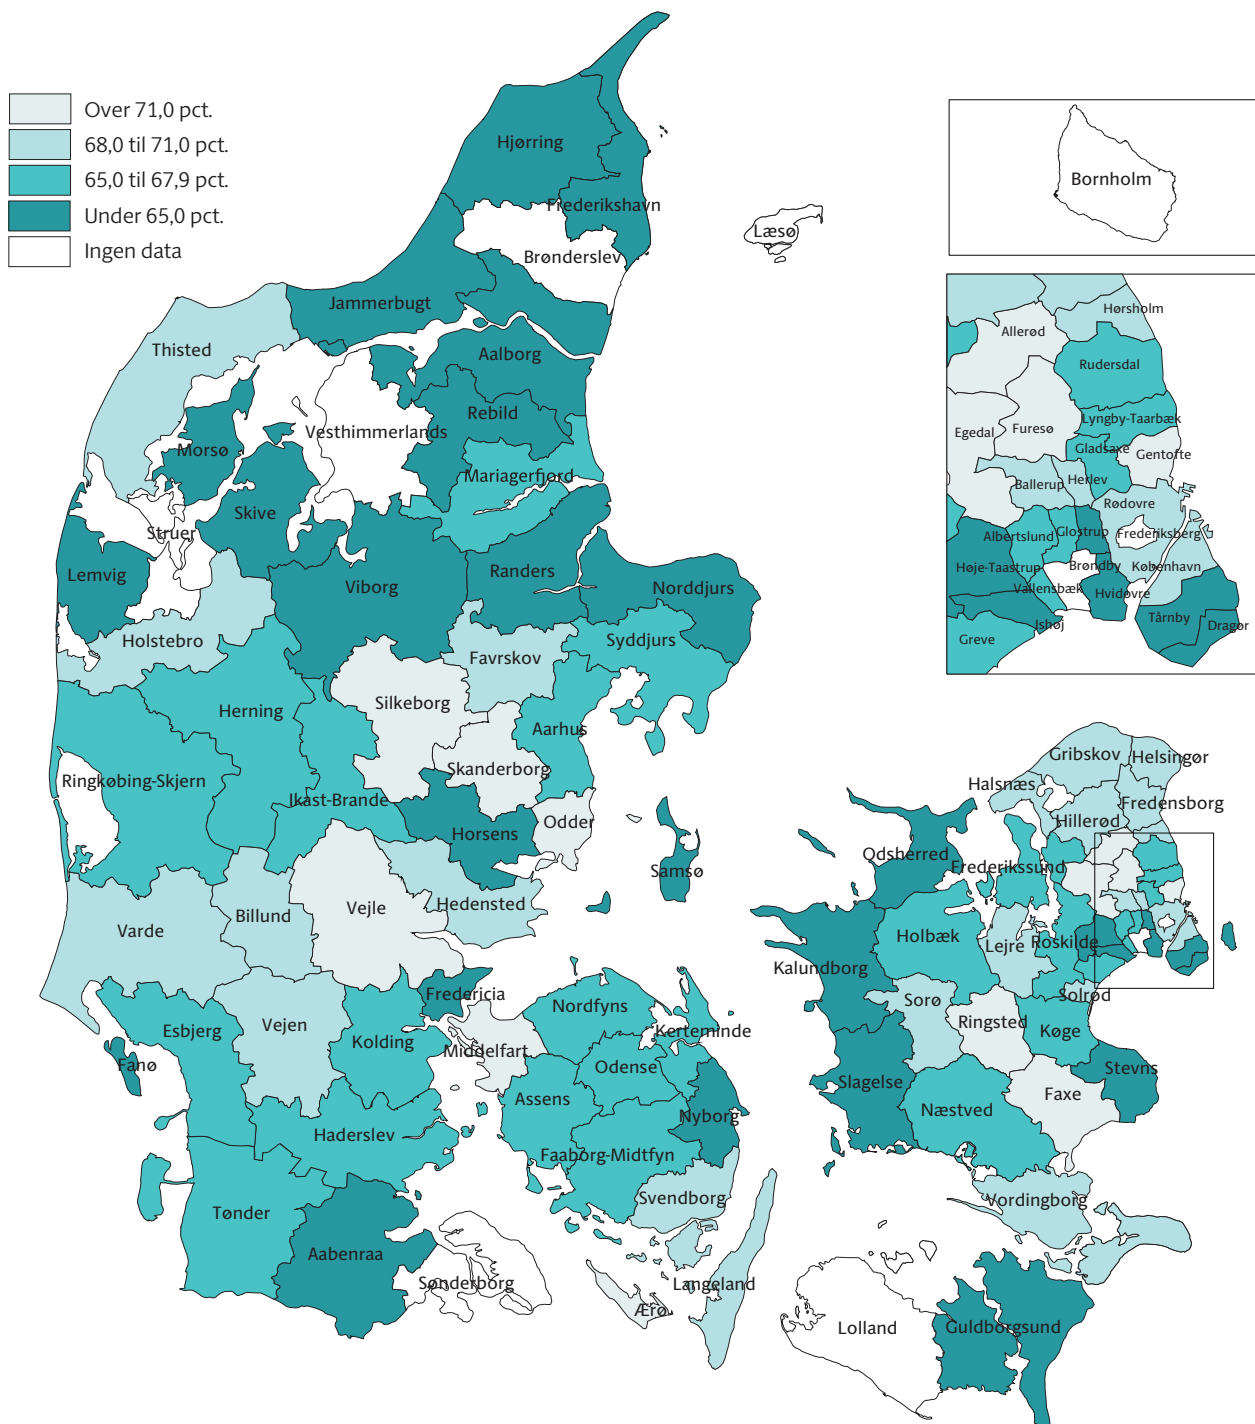 Over 71,0 pct.
68,0 til 71,0 pct.
65,0 til 67,9 pct.
Under 65,0 pct.
Ingen data
Hjørring
Frederikshavn
Brønderslev
Læsø
Jammerbugt
Thisted
Aalborg
Rebild
Vesthimmerlands
Morsø
Mariagerfjord
Skive
Struer
Lemvig
Viborg
Randers
Norddjurs
Holstebro
Favrskov
Syddjurs
Silkeborg
Herning
Aarhus
Skanderborg
Ringkøbing-Skjern
Ikast-Brande
Odder
Horsens
Samsø
Hedensted
Vejle
Billund
Varde
Fredericia
Vejen
Esbjerg
Kolding
Fanø
Middelfart
Nordfyns
Kerteminde
Odense
Assens
Nyborg
Haderslev
Faaborg-Midtfyn
Svendborg
Tønder
Aabenraa
Sønderborg
Langeland
Ærø
Bornholm
Hørsholm
Allerød
Rudersdal
Lyngby-Taarbæk
Furesø
Egedal
Gladsaxe
Gentofte
Ballerup
Herlev
Rødovre
Albertslund
Glostrup
Frederiksberg
Høje-Taastrup
Brøndby
København
Vallensbæk
Hvidovre
Ishøj
Tårnby
Dragør
Greve
Gribskov
Helsingør
Halsnæs
Fredensborg
Hillerød
Odsherred
Frederikssund
Holbæk
Lejre
Roskilde
Kalundborg
Solrød
Sorø
Ringsted
Køge
Stevns
Slagelse
Faxe
Næstved
Vordingborg
Lolland
Guldborgsund